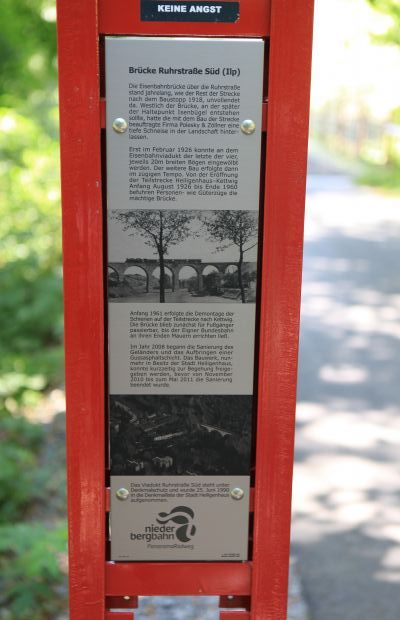 KEINE ANGST
Brücke Ruhrstraße Süd (IIp)
Die Eisenbahnbrücke über die Ruhrstraße
stand jahrelang, wie der Rest der Strecke
nach dem Baustopp 1918, unvollendet
da. Westlich der Brücke, an der später
der Haltepunkt Isenbügel entstehen
sollte, hatte die mit dem Bau der Strecke
beauftragte Firma Polesky & Zöllner eine
tiefe Schneise in der Landschaft hinter-
lassen.
Erst im Februar 1926 konnte an dem
Eisenbahnviadukt der letzte der vier,
jeweils 20m breiten Bögen eingewölbt
werden. Der weitere Bau erfolgte dann
im zügigen Tempo. Von der Eröffnung
der Teilstrecke Heiligenhaus-Kettwig
Anfang August 1926 bis Ende 1960
befuhren Personen- wie Güterzüge die
mächtige Brücke.
Anfang 1961 erfolgte die Demontage der
Schienen auf der Teilstrecke nach Kettwig.
Die Brücke blieb zunächst für Fußgänger
passierbar, bis der Eigner Bundesbahn
an ihren Enden Mauern errichten ließ.
Im Jahr 2008 begann die Sanierung des
Geländers und das Aufbringen einer
Gussasphaltschicht. Das Bauwerk, nun-
mehr in Besitz der Stadt Heiligenhaus,
konnte kurzzeitig zur Begehung freige-
geben werden, bevor von November
2010 bis zum Mai 2011 die Sanierung
beendet wurde.
Das Viadukt Ruhrstraße Süd steht unter
Denkmalschutz und wurde 25. Juni 1990
in die Denkmalliste der Stadt Heiligenhaus
aufgenommen.
nieder
bergbahn
PanoramaRadweg